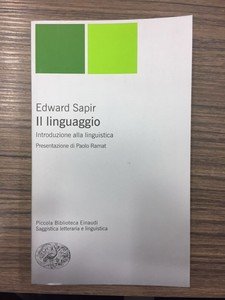 Edward Sapir
Il linguaggio
Introduzione alla linguistica
Presentazione di Paolo Ramat
Piccola Biblioteca Einaudi
Saggistica letteraria e linguistica